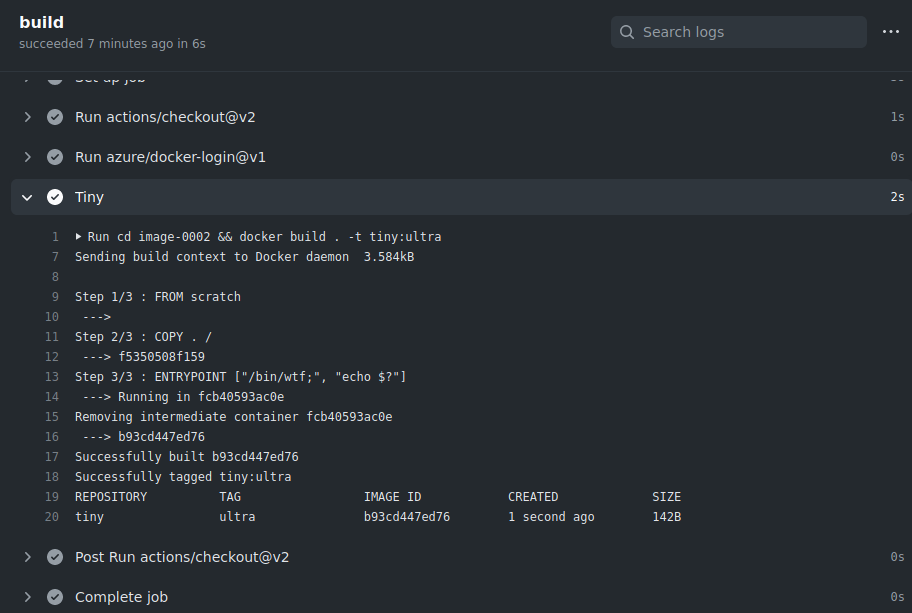 build
succeeded 7 minutes ago in 6s
Search logs
Set up job
Run actions/checkout@v2 1s
Run azure/docker-login@v1 0s
Tiny 2s
1 Run cd image-0002 && docker build . -t tiny:ultra
7 Sending build context to Docker daemon 3.584kB
8
9 Step 1/3 : FROM scratch
10 --->
11 Step 2/3 : COPY . /
12 ---> f5350508f159
13 Step 3/3 : ENTRYPOINT ["/bin/wtf;", "echo $?"]
14 ---> Running in fcb40593ac0e
15 Removing intermediate container fcb40593ac0e
16 ---> b93cd447ed76
17 Successfully built b93cd447ed76
18 Successfully tagged tiny:ultra
19 REPOSITORY TAG IMAGE ID CREATED SIZE
20 tiny ultra b93cd447ed76 1 second ago 142B
Post Run actions/checkout@v2 0s
Complete job 0s